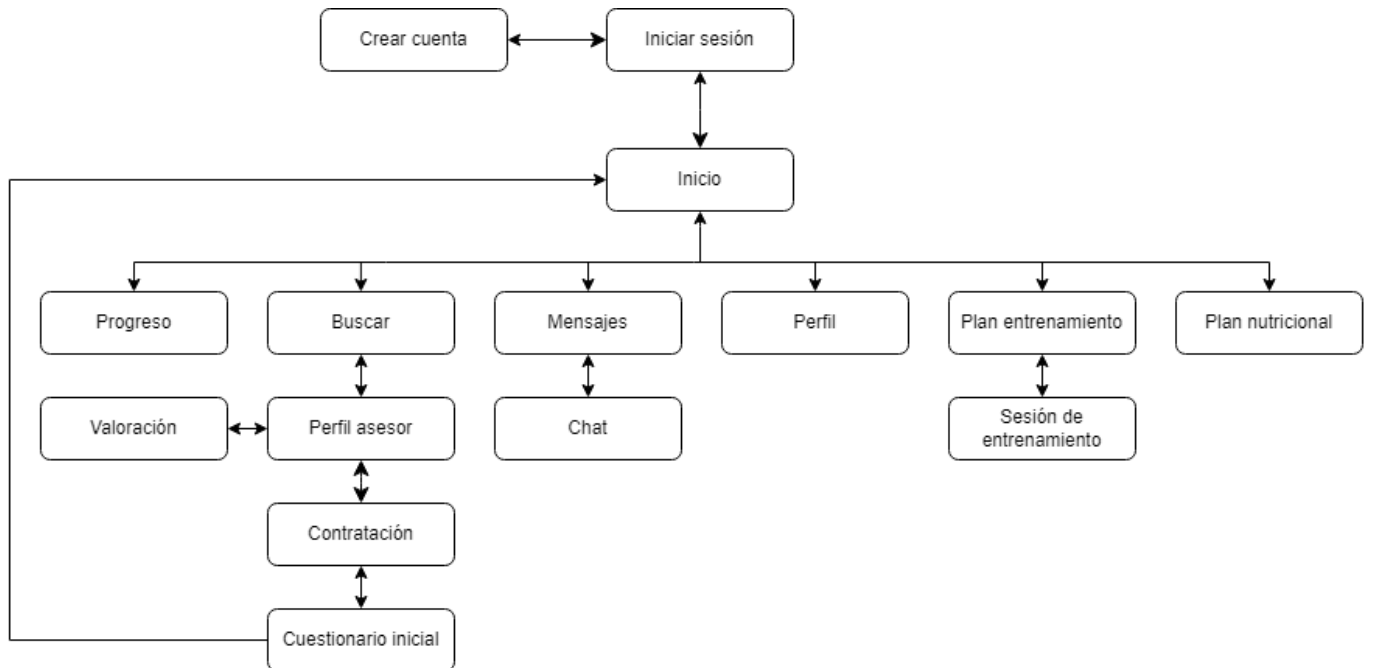 Crear cuenta
Iniciar sesión
Inicio
Progreso
Buscar
Mensajes
Perfil
Plan entrenamiento
Plan nutricional
Valoración
Perfil asesor
Chat
Sesión de
entrenamiento
Contratación
Cuestionario inicial